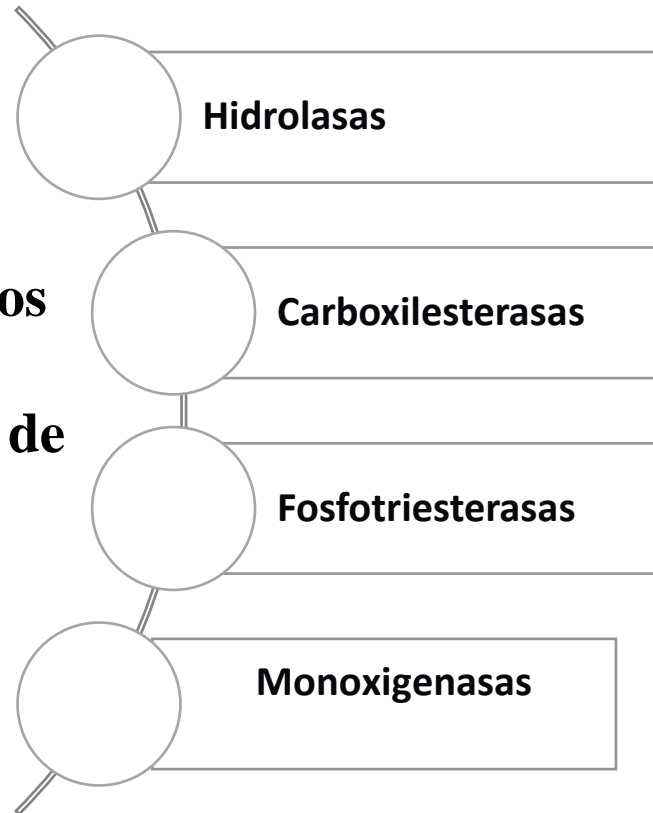 Hidrolasas
os
Carboxilesterasas
de
Fosfotriesterasas
Monoxigenasas